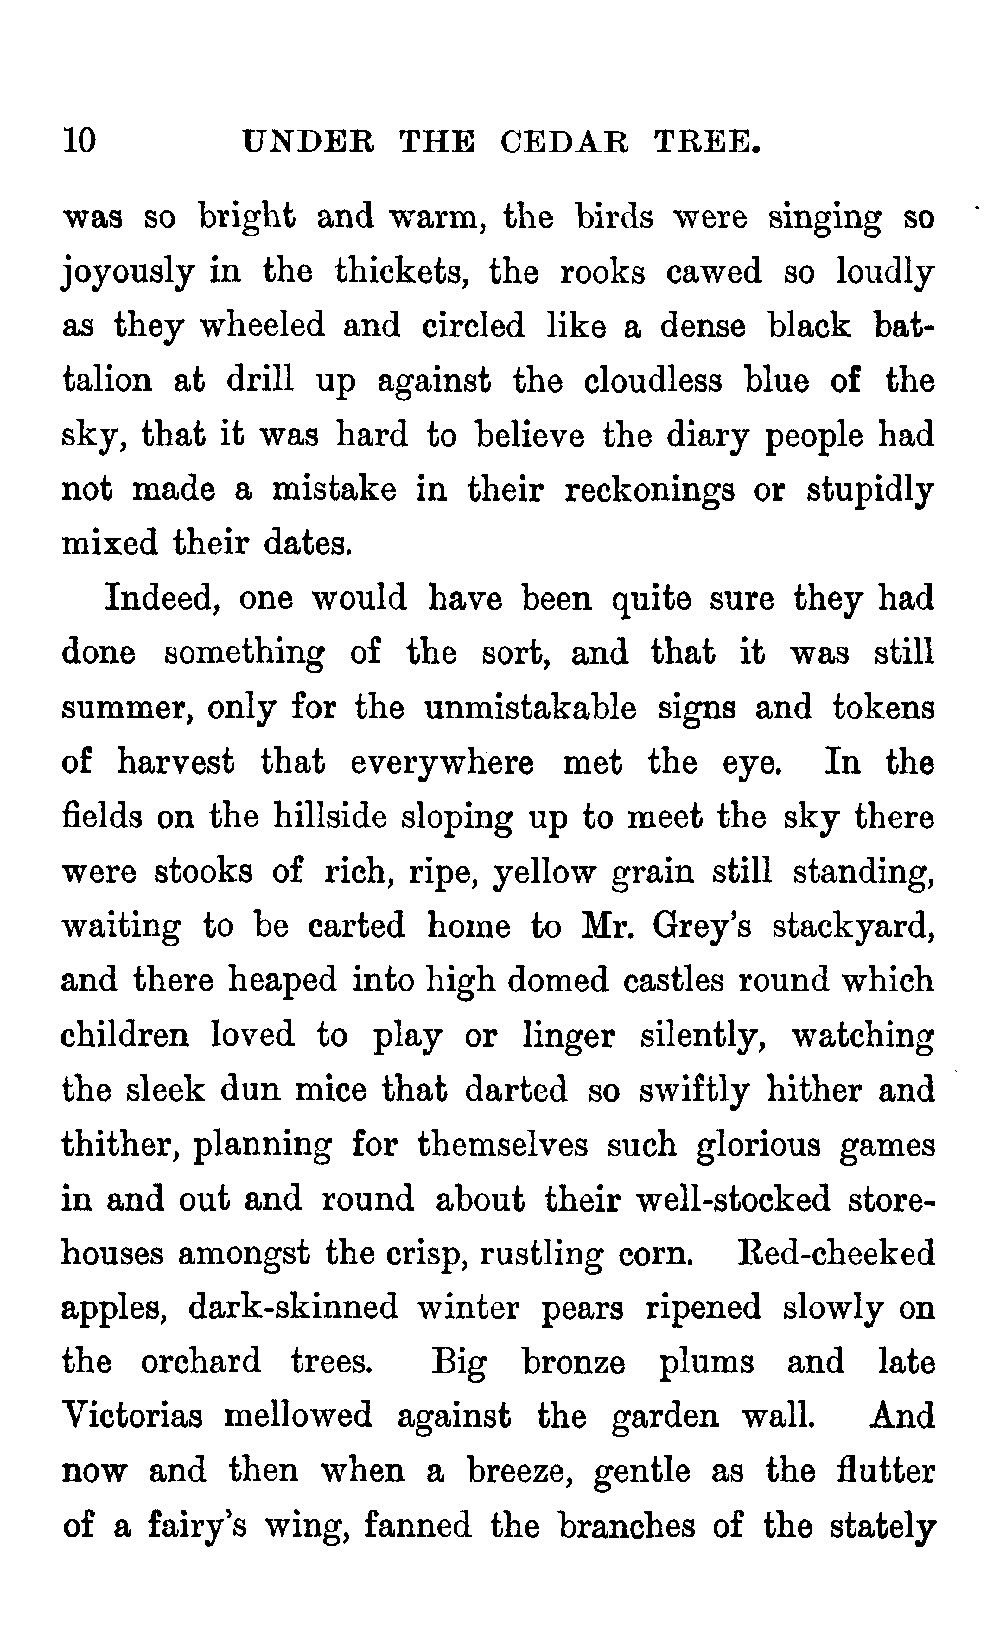 10 UNDER THE CEDAR TREE.
was so bright and warm, the birds were singing so
joyously in the thickets, the rooks cawed so loudly
as they wheeled and circled like a dense black bat-
talion at drill up against the cloudless blue of the
sky, that it was hard to believe the diary people had
not made a mistake in their reckonings or stupidly
mixed their dates.
Indeed, one would have been quite sure they had
done something of the sort, and that it was still
summer, only for the unmistakable signs and tokens
of harvest that everywhere met the eye. In the
fields on the hillside sloping up to meet the sky there
were stooks of rich, ripe, yellow grain still standing,
waiting to be carted home to Mr. Grey's stackyard,
and there heaped into high domed castles round which
children loved to play or linger silently, watching
the sleek dun mice that darted so swiftly hither and
thither, planning for themselves such glorious games
in and out and round about their well-stocked store-
houses amongst the crisp, rustling corn. Red-cheeked
apples, dark-skinned winter pears ripened slowly on
the orchard trees. Big bronze plums and late
Victorias mellowed against the garden wall. And
now and then when a breeze, gentle as the flutter
of a fairy's wing, fanned the branches of the stately